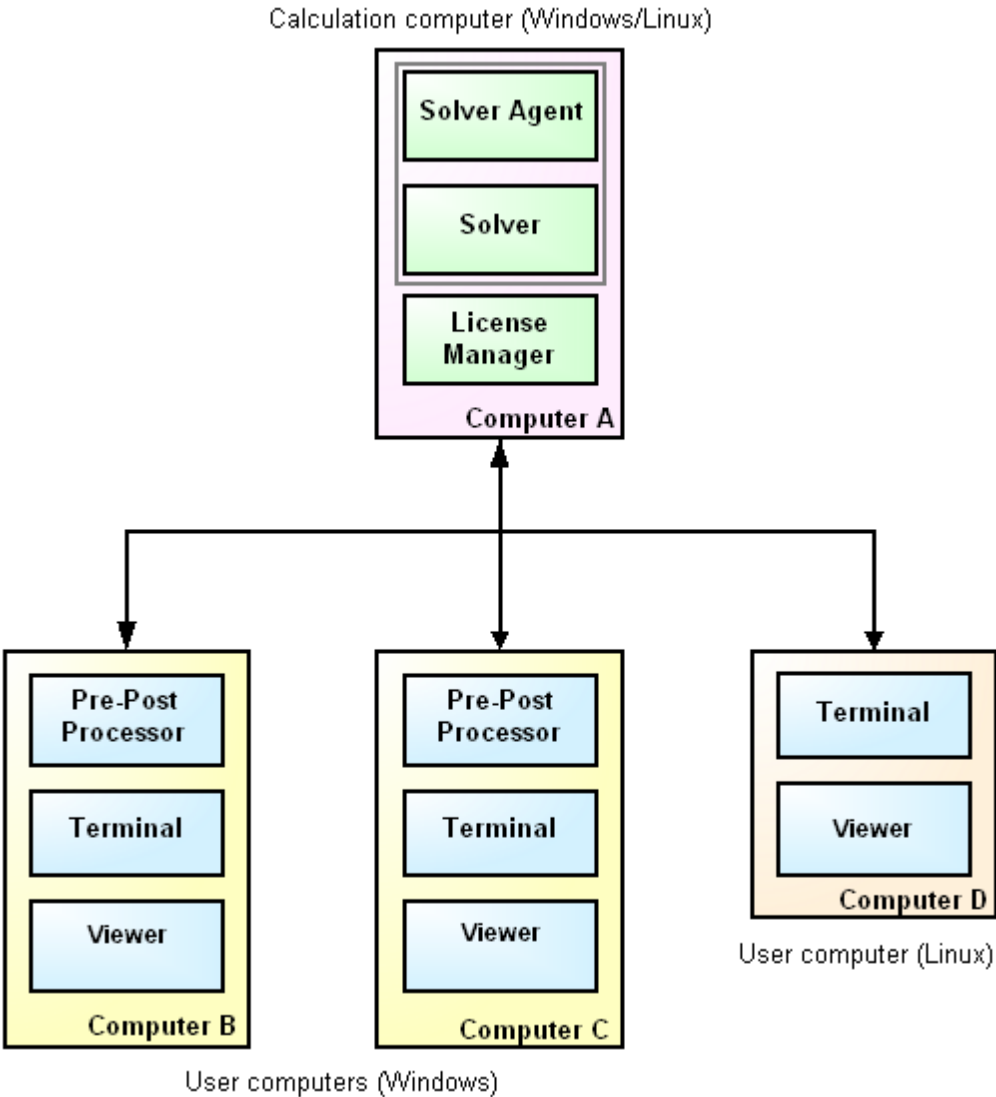 Calculation computer (Windows/Linux)
Solver Agent
Solver
License
Manager
Computer A
Pre-Post
Processor
Terminal
Viewer
Computer B
Pre-Post
Processor
Terminal
Viewer
Computer C
Terminal
Viewer
Computer D
User computer (Linux)
User computers (Windows)